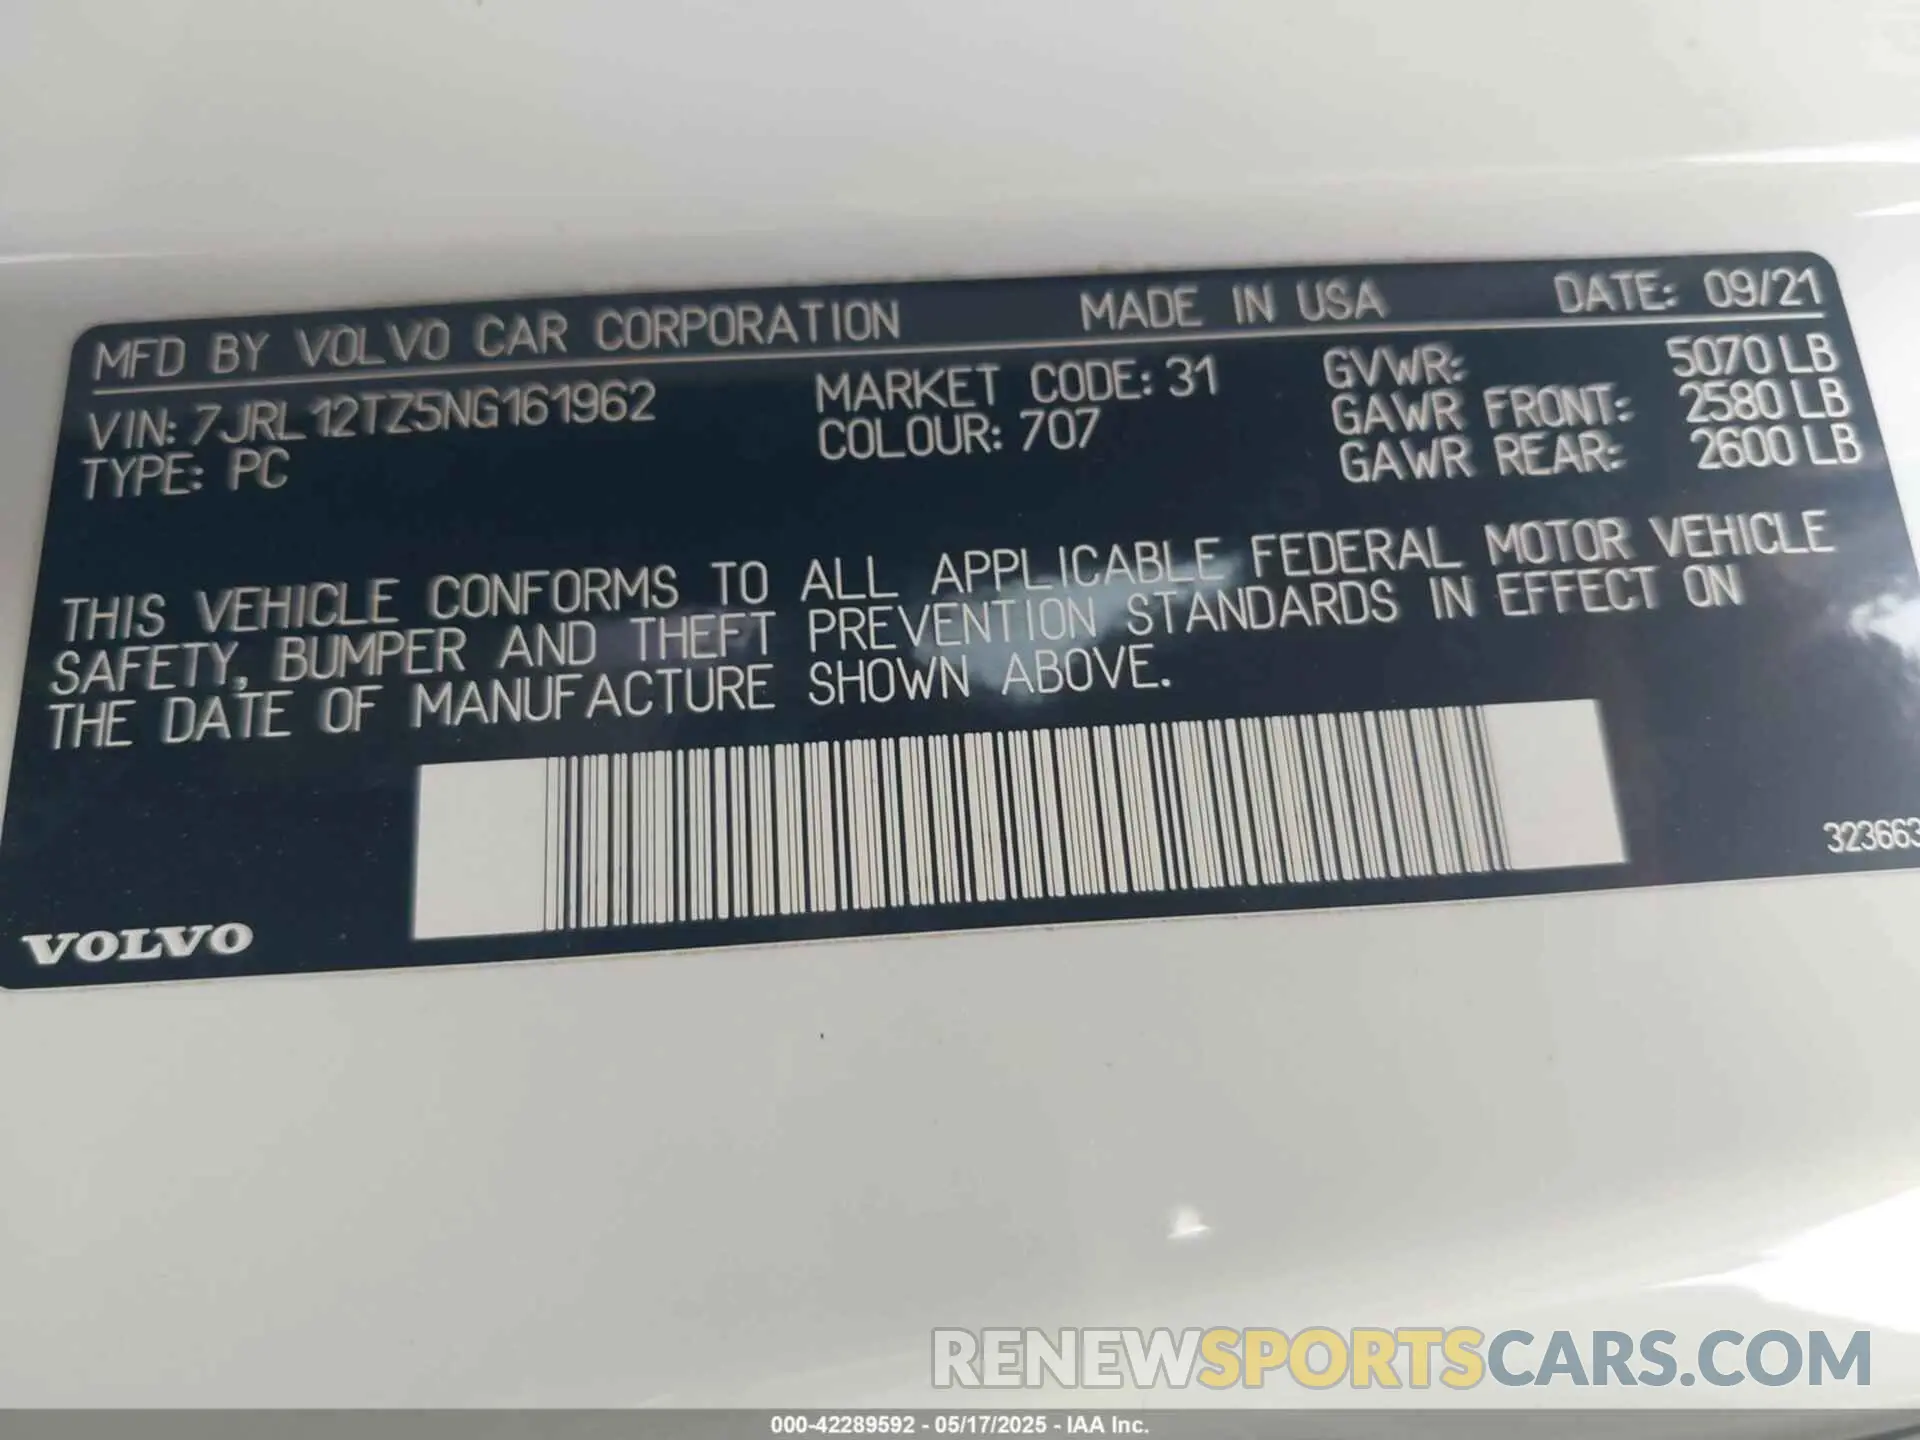 MFD BY VOLVO CAR CORPORATION MADE IN USA DATE: 09/21
VIN: 7JRL12TZ5NG161962 MARKET CODE: 31 GVWR: 5070 LB
TYPE: PC COLOUR: 707 GAWR FRONT: 2580 LB
GAWR REAR: 2600 LB
THIS VEHICLE CONFORMS TO ALL APPLICABLE FEDERAL MOTOR VEHICLE
SAFETY, BUMPER AND THEFT PREVENTION STANDARDS IN EFFECT ON
THE DATE OF MANUFACTURE SHOWN ABOVE.
323663
VOLVO
RENEWSPORTSCARS.COM
000-42289592 - 05/17/2025 - IAA Inc.